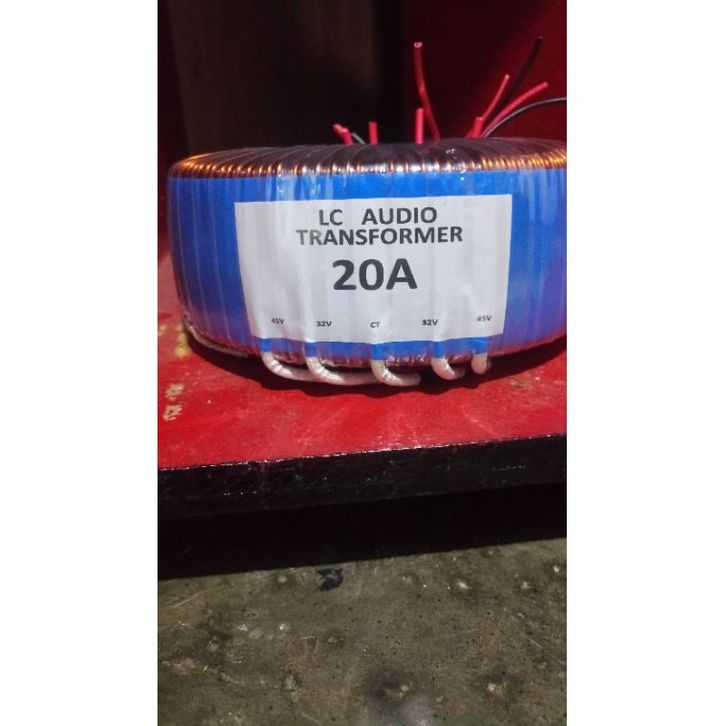 LC AUDIO
TRANSFORMER
20A
45V 32V CT 32V 45V